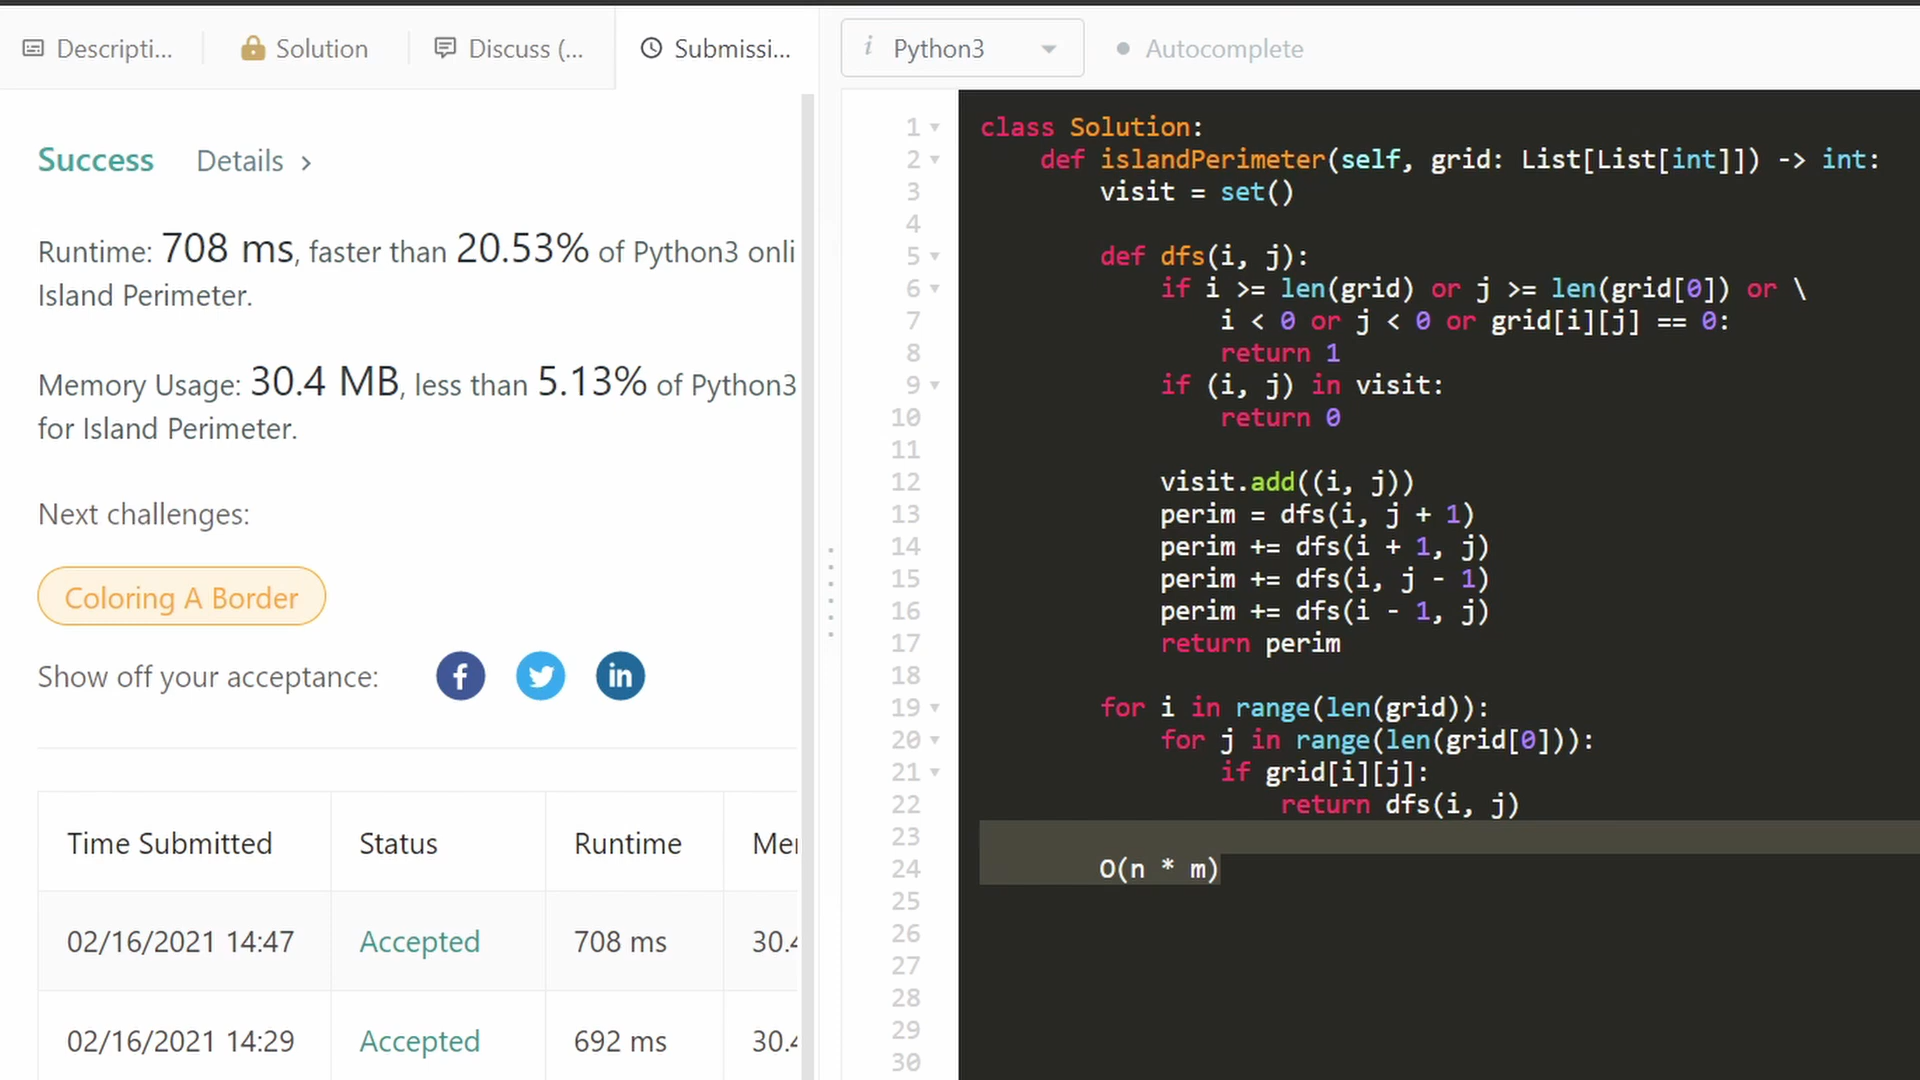 Descripti...
Solution
Discuss (...
Submissi...
i Python3
Autocomplete
Success Details >
Runtime: 708 ms, faster than 20.53% of Python3 onli
Island Perimeter.
Memory Usage: 30.4 MB, less than 5.13% of Python3
for Island Perimeter.
Next challenges:
Coloring A Border
Show off your acceptance:
f
in
Time Submitted Status Runtime Mem
02/16/2021 14:47 Accepted 708 ms 30.4
02/16/2021 14:29 Accepted 692 ms 30.4
1 class Solution:
2     def islandPerimeter(self, grid: List[List[int]]) -> int:
3         visit = set()
4
5         def dfs(i, j):
6             if i >= len(grid) or j >= len(grid[0]) or \
7                 i < 0 or j < 0 or grid[i][j] == 0:
8                 return 1
9             if (i, j) in visit:
10                 return 0
11
12             visit.add((i, j))
13             perim = dfs(i, j + 1)
14             perim += dfs(i + 1, j)
15             perim += dfs(i, j - 1)
16             perim += dfs(i - 1, j)
17             return perim
18
19         for i in range(len(grid)):
20             for j in range(len(grid[0])):
21                 if grid[i][j]:
22                     return dfs(i, j)
23
24         O(n * m)
25
26
27
28
29
30